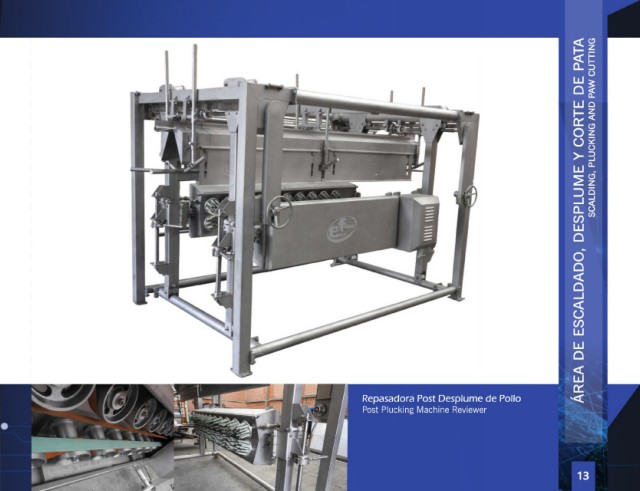 ÁREA DE ESCALDADO, DESPLUME Y CORTE DE PATA
SCALDING, PLUCKING AND PAW CUTTING
Repasadora Post Desplume de Pollo
Post Plucking Machine Reviewer
13